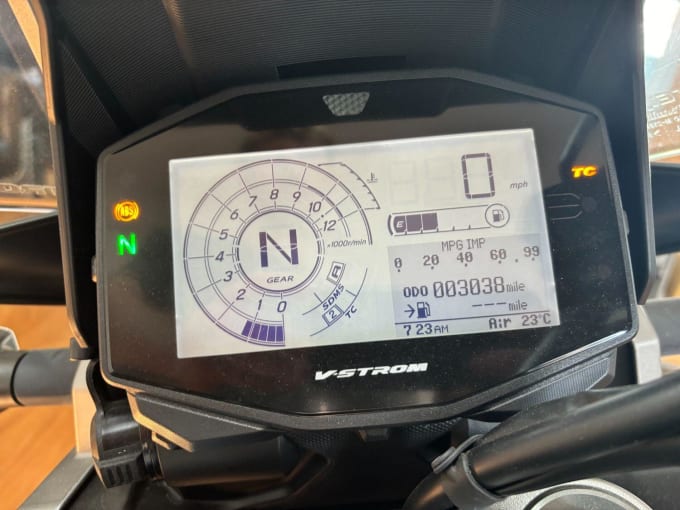 ABS
N
0
mph
TC
E
12
10
9
8
7
6
5
4
3
2
1
0
x1000r/min
N
GEAR
SDMS A
TC 2
MPG IMP
0 20 40 60 .99
ODO 003038 mile
--- mile
7:23 AM Air 23°C
V-STROM